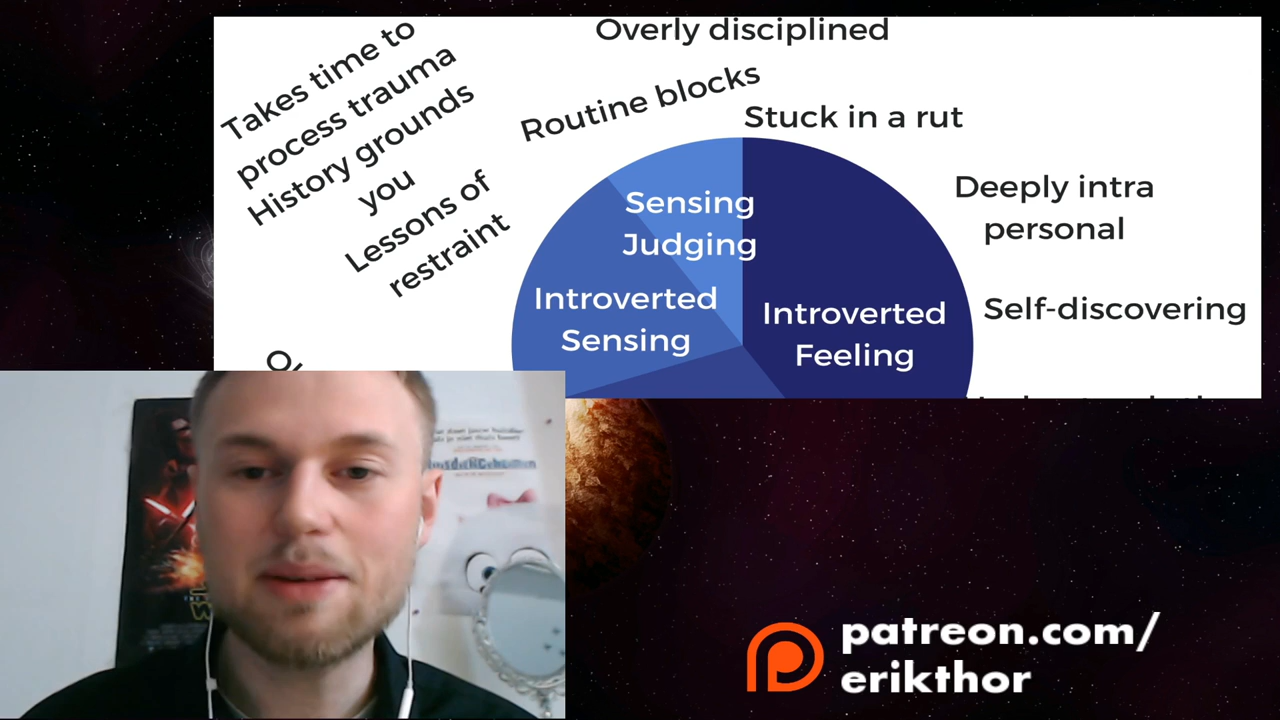 Overly disciplined
Takes time to
process trauma
History grounds
you
Lessons of
restraint
Routine blocks
Stuck in a rut
Deeply intra
personal
Self-discovering
Sensing
Judging
Introverted
Sensing
Introverted
Feeling
patreon.com/
erikthor